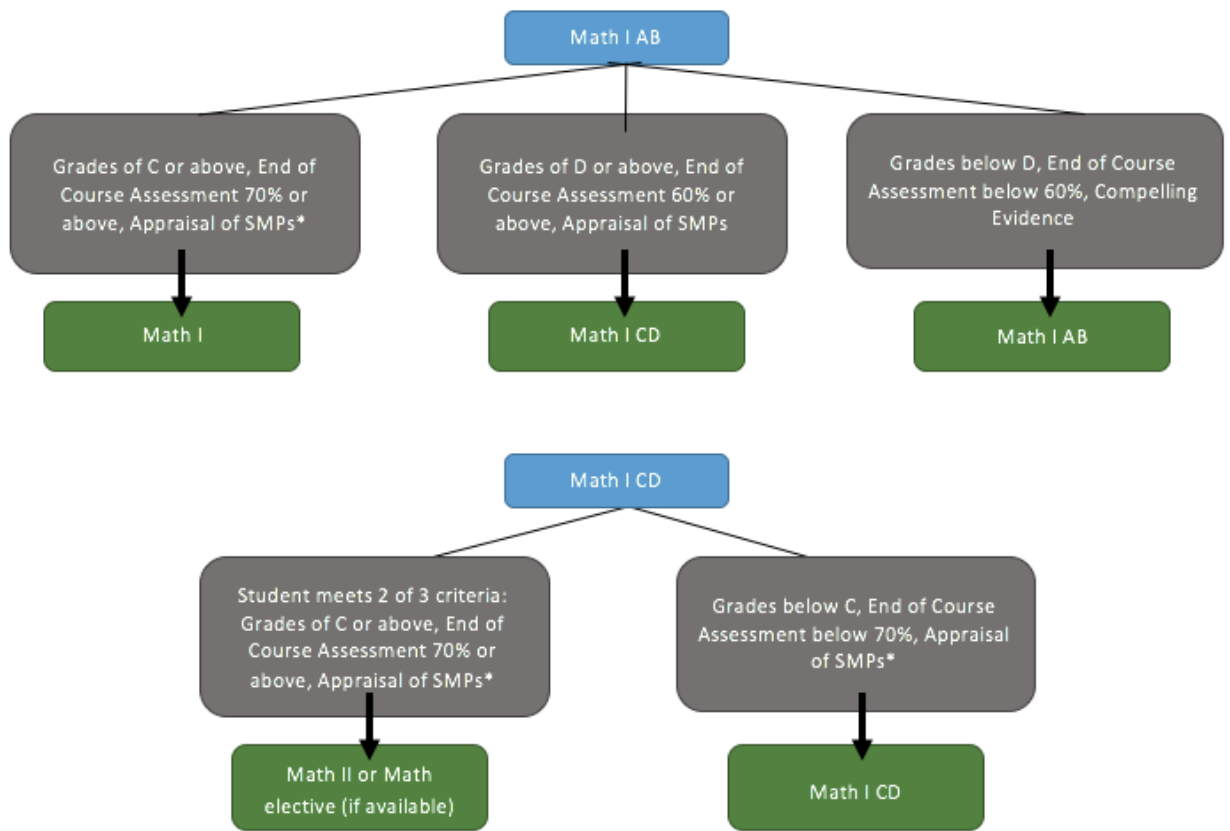 Math I AB
Grades of C or above, End of
Course Assessment 70% or
above, Appraisal of SMPs*
Grades of D or above, End of
Course Assessment 60% or
above, Appraisal of SMPs
Grades below D, End of Course
Assessment below 60%, Compelling
Evidence
Math I
Math I CD
Math I AB
Math I CD
Student meets 2 of 3 criteria:
Grades of C or above, End of
Course Assessment 70% or
above, Appraisal of SMPs*
Grades below C, End of Course
Assessment below 70%, Appraisal
of SMPs*
Math II or Math
elective (if available)
Math I CD